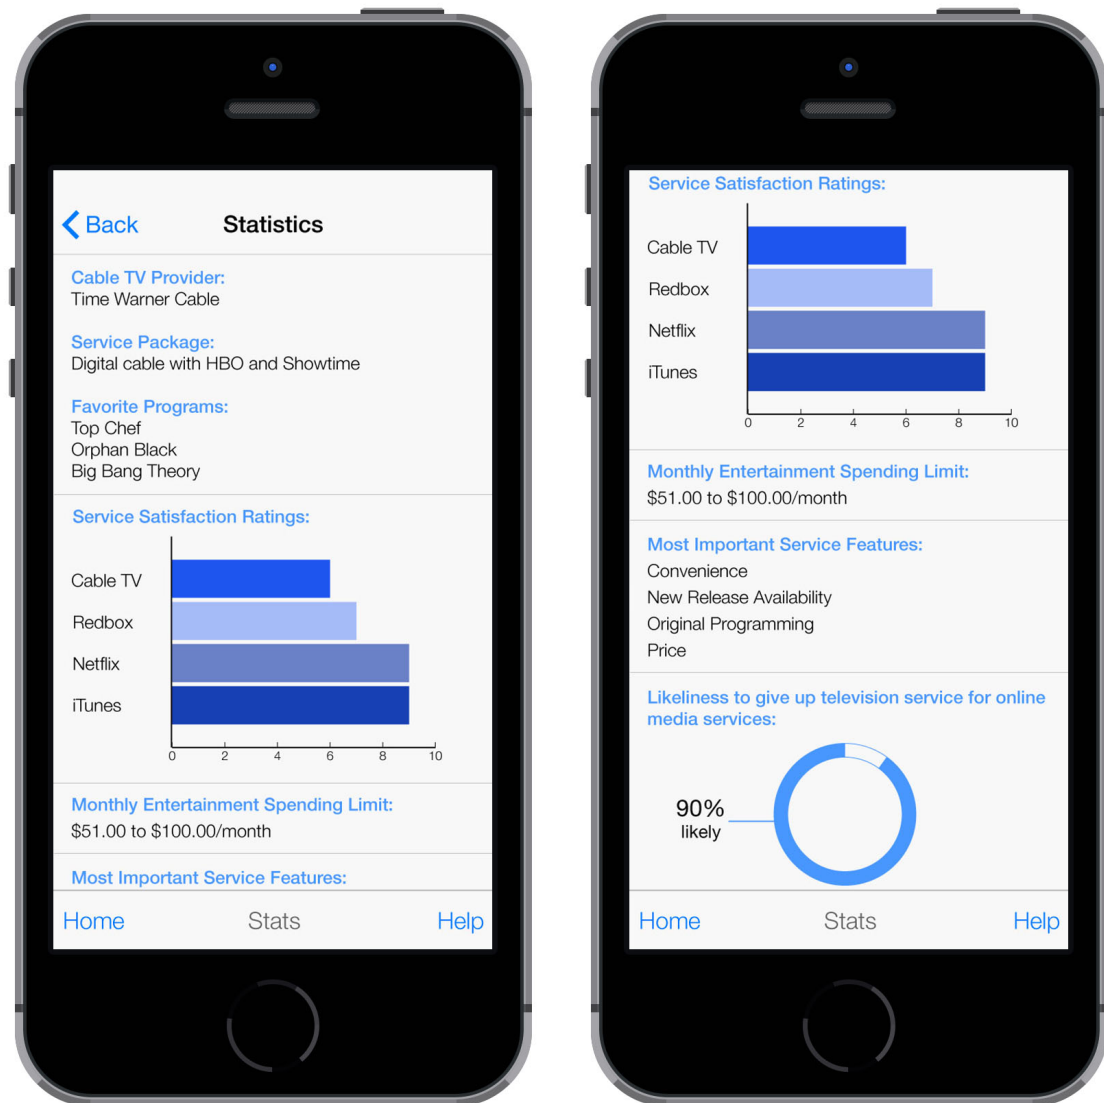 Back
Statistics
Cable TV Provider:
Time Warner Cable
Service Package:
Digital cable with HBO and Showtime
Favorite Programs:
Top Chef
Orphan Black
Big Bang Theory
Service Satisfaction Ratings:
Cable TV
Redbox
Netflix
iTunes
0 2 4 6 8 10
Monthly Entertainment Spending Limit:
$51.00 to $100.00/month
Most Important Service Features:
Home Stats Help
Service Satisfaction Ratings:
Cable TV
Redbox
Netflix
iTunes
0 2 4 6 8 10
Monthly Entertainment Spending Limit:
$51.00 to $100.00/month
Most Important Service Features:
Convenience
New Release Availability
Original Programming
Price
Likeliness to give up television service for online
media services:
90%
likely
Home Stats Help